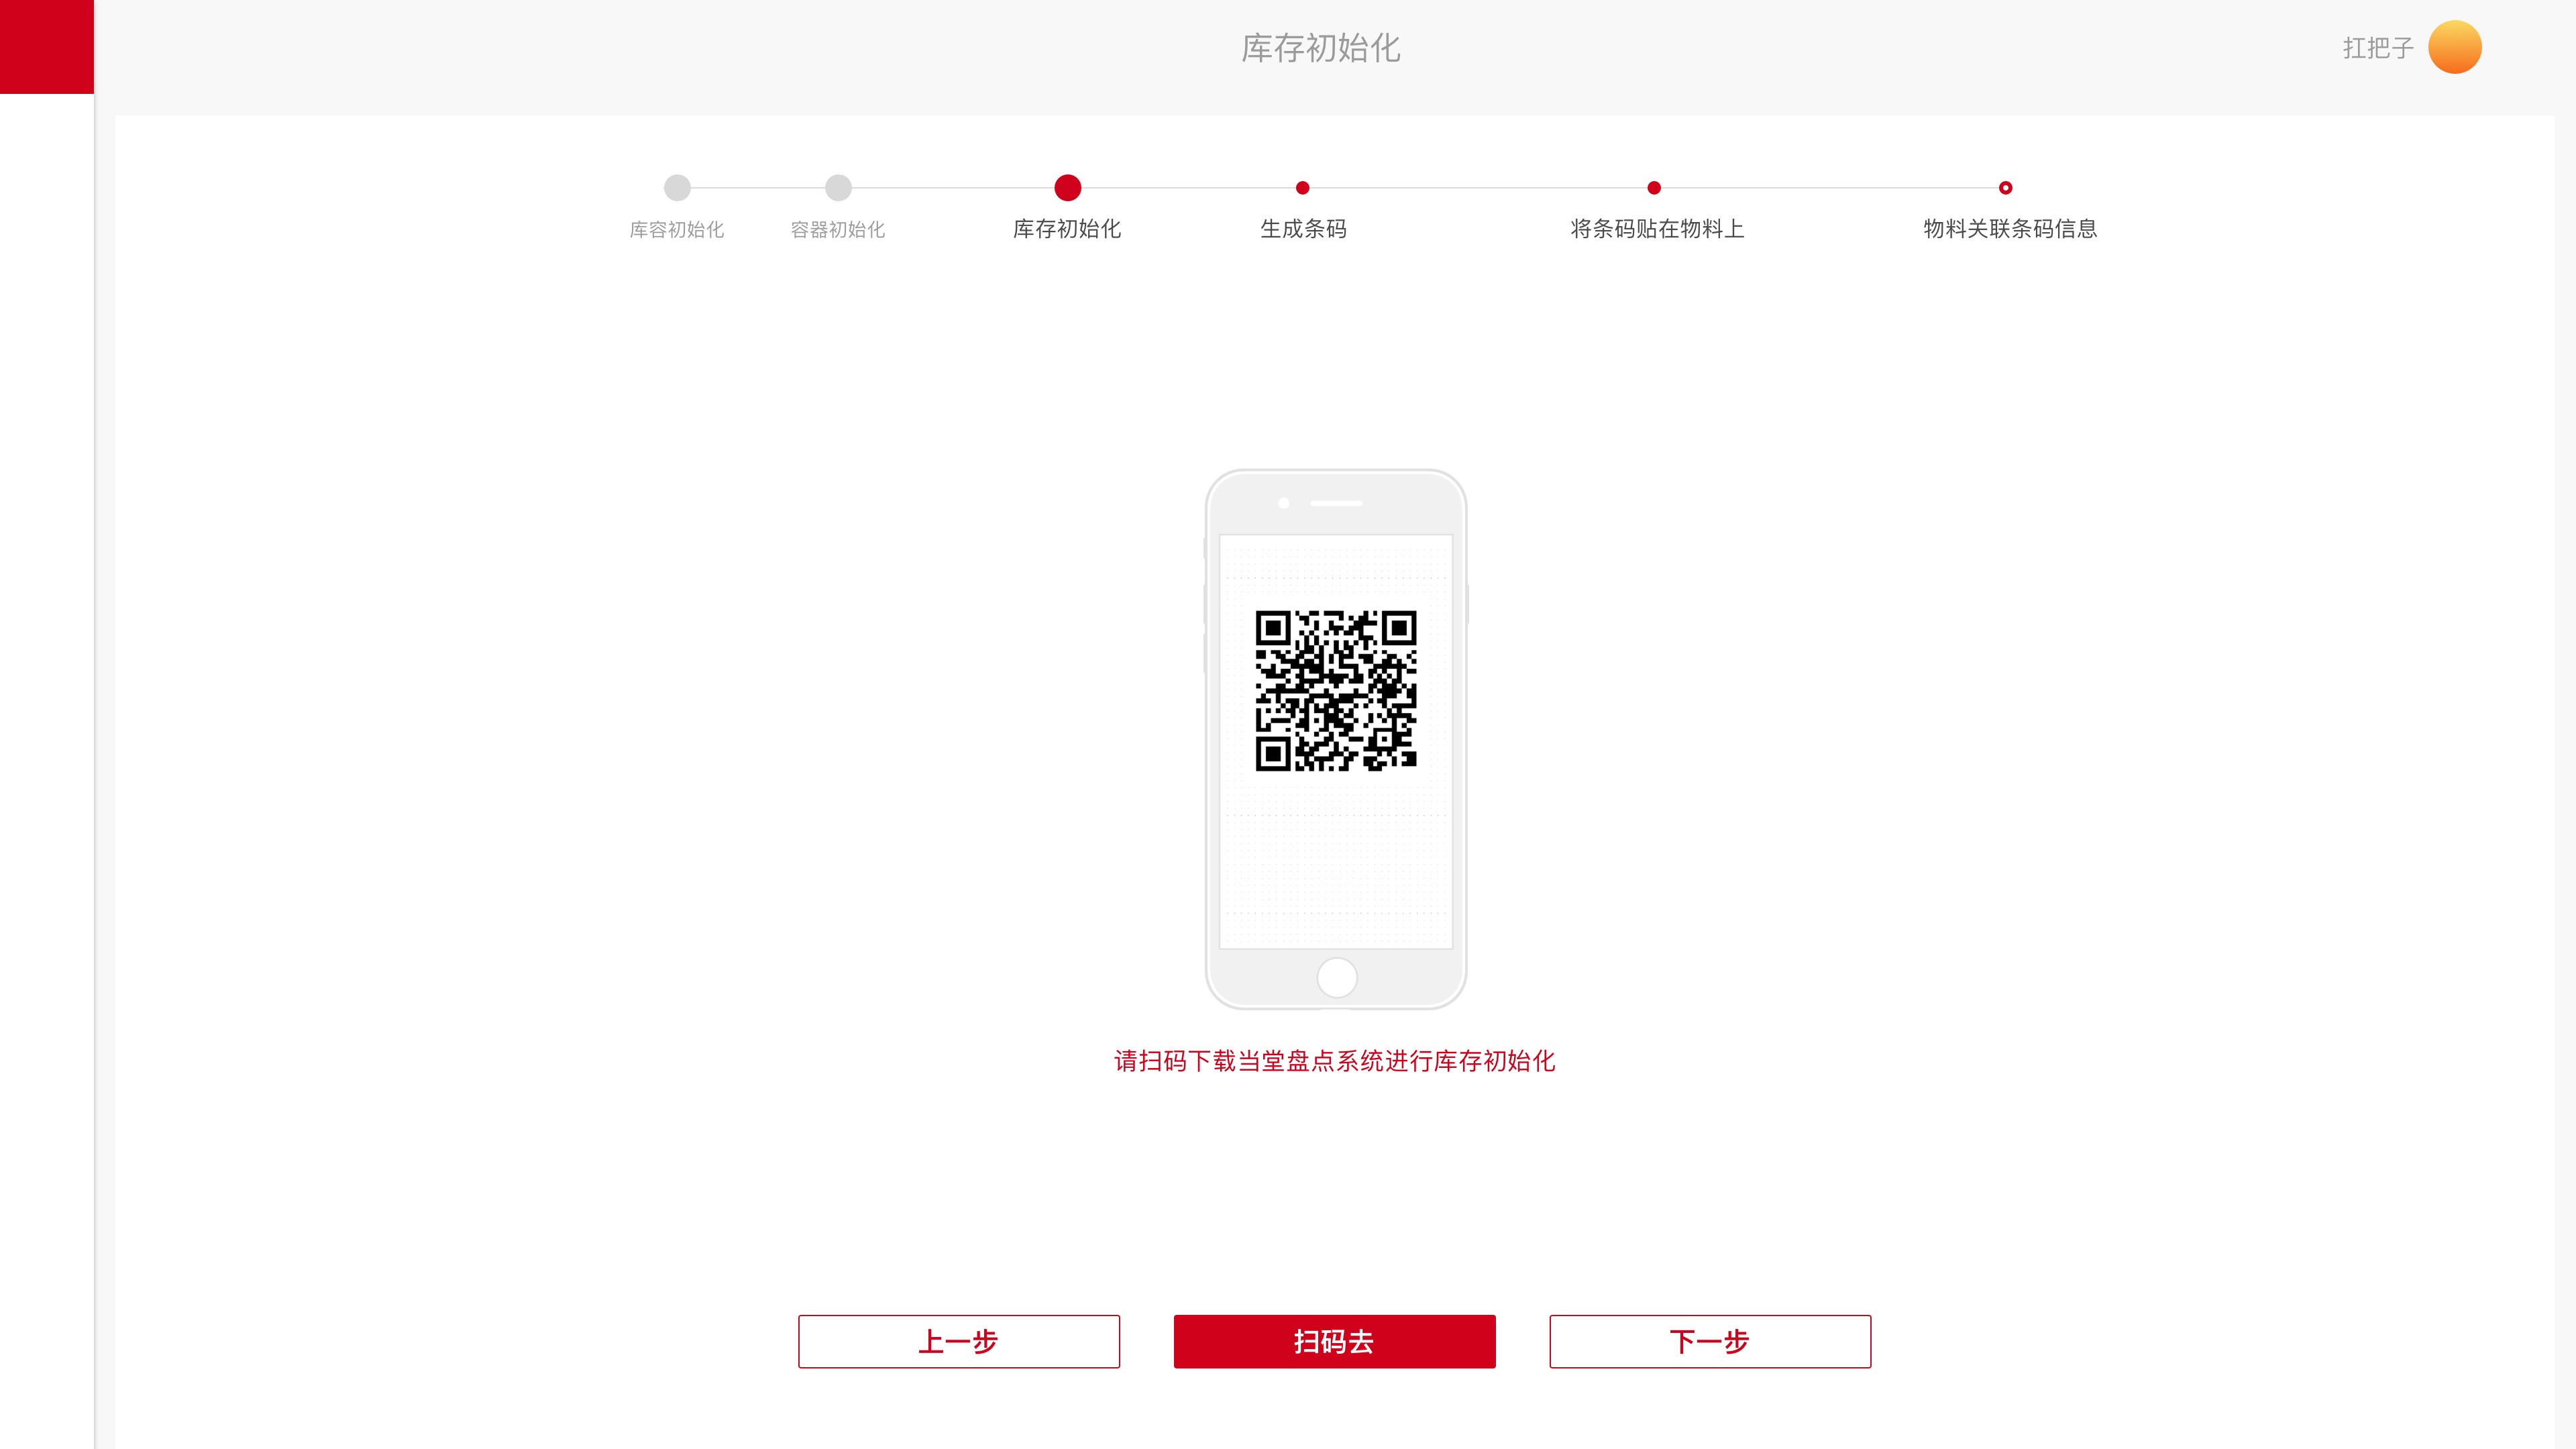 库存初始化
扛把子
库容初始化
容器初始化
库存初始化
生成条码
将条码贴在物料上
物料关联条码信息
请扫码下载当堂盘点系统进行库存初始化
上一步
扫码去
下一步